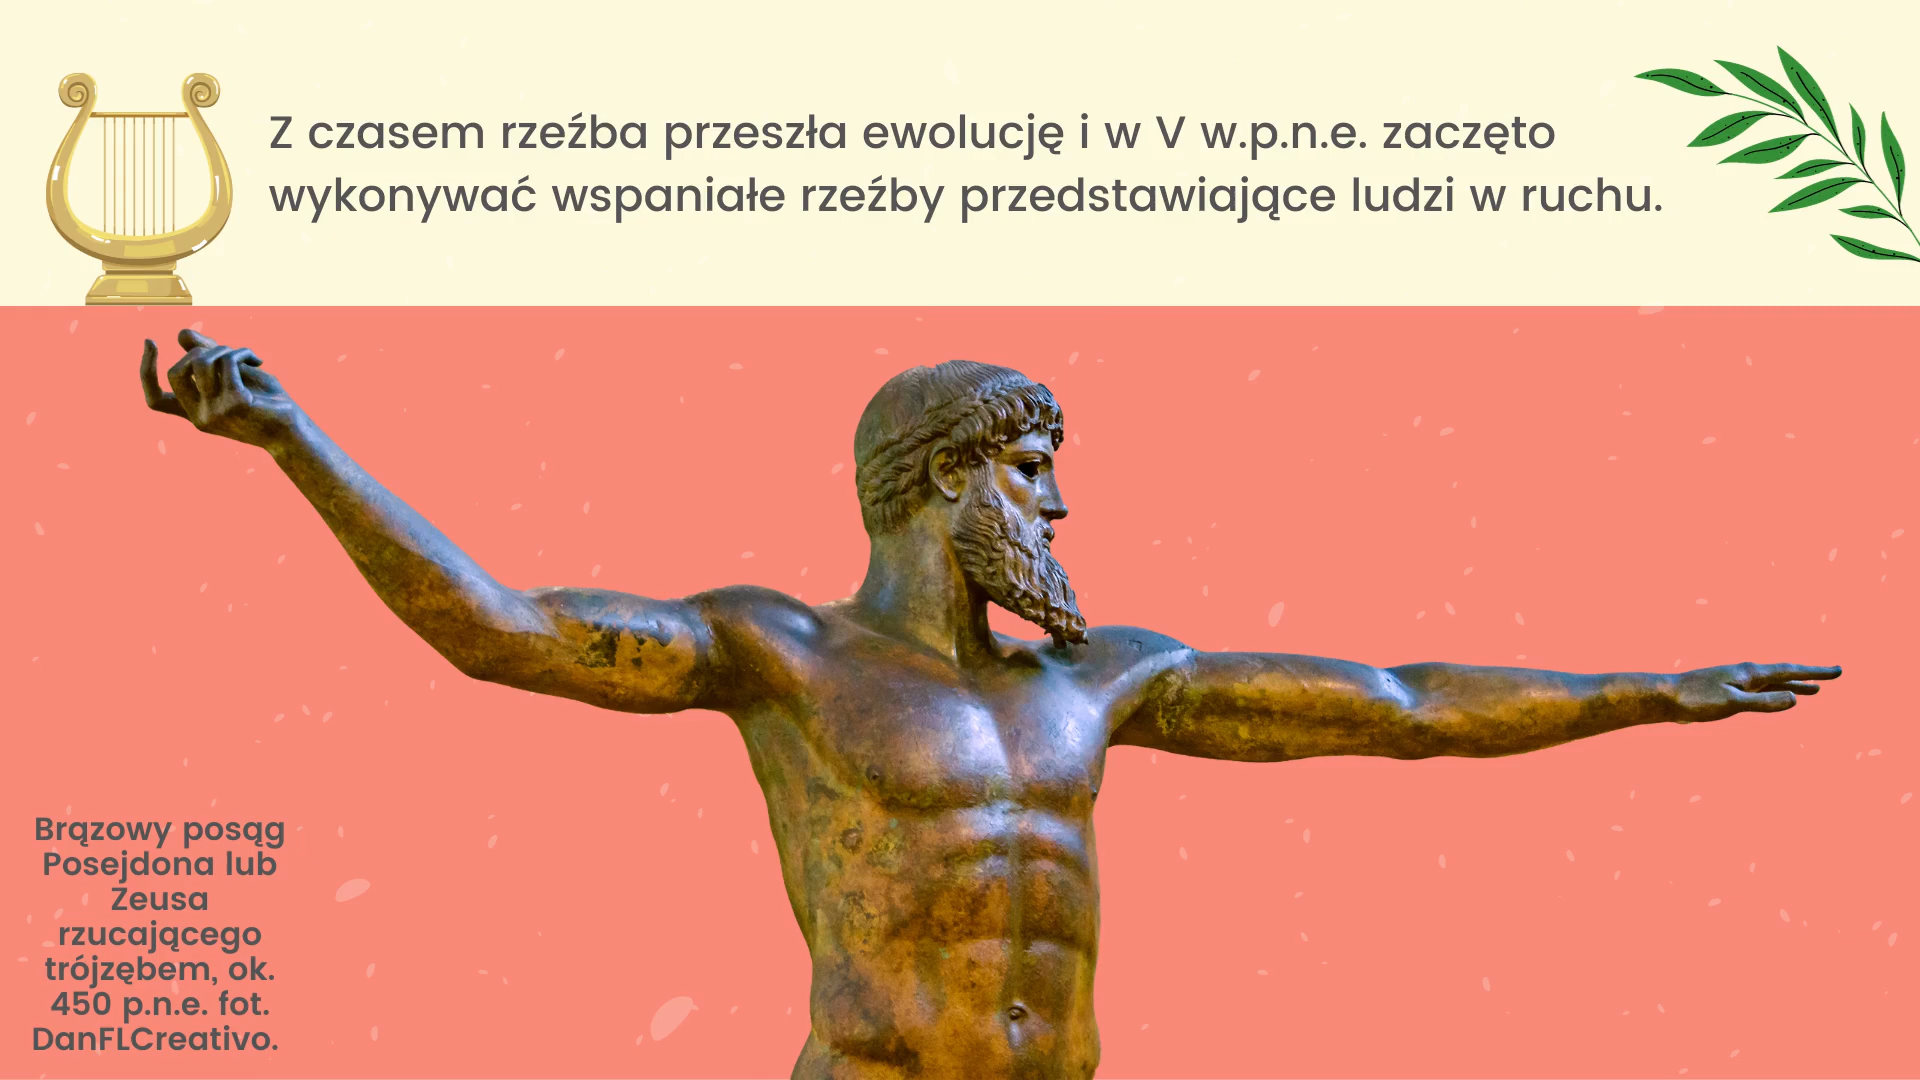 Z czasem rzeźba przeszła ewolucję i w V w.p.n.e. zaczęto
wykonywać wspaniałe rzeźby przedstawiające ludzi w ruchu.
Brązowy posąg
Posejdona lub
Zeusa
rzucającego
trójzębem, ok.
450 p.n.e. fot.
DanFLCreativo.